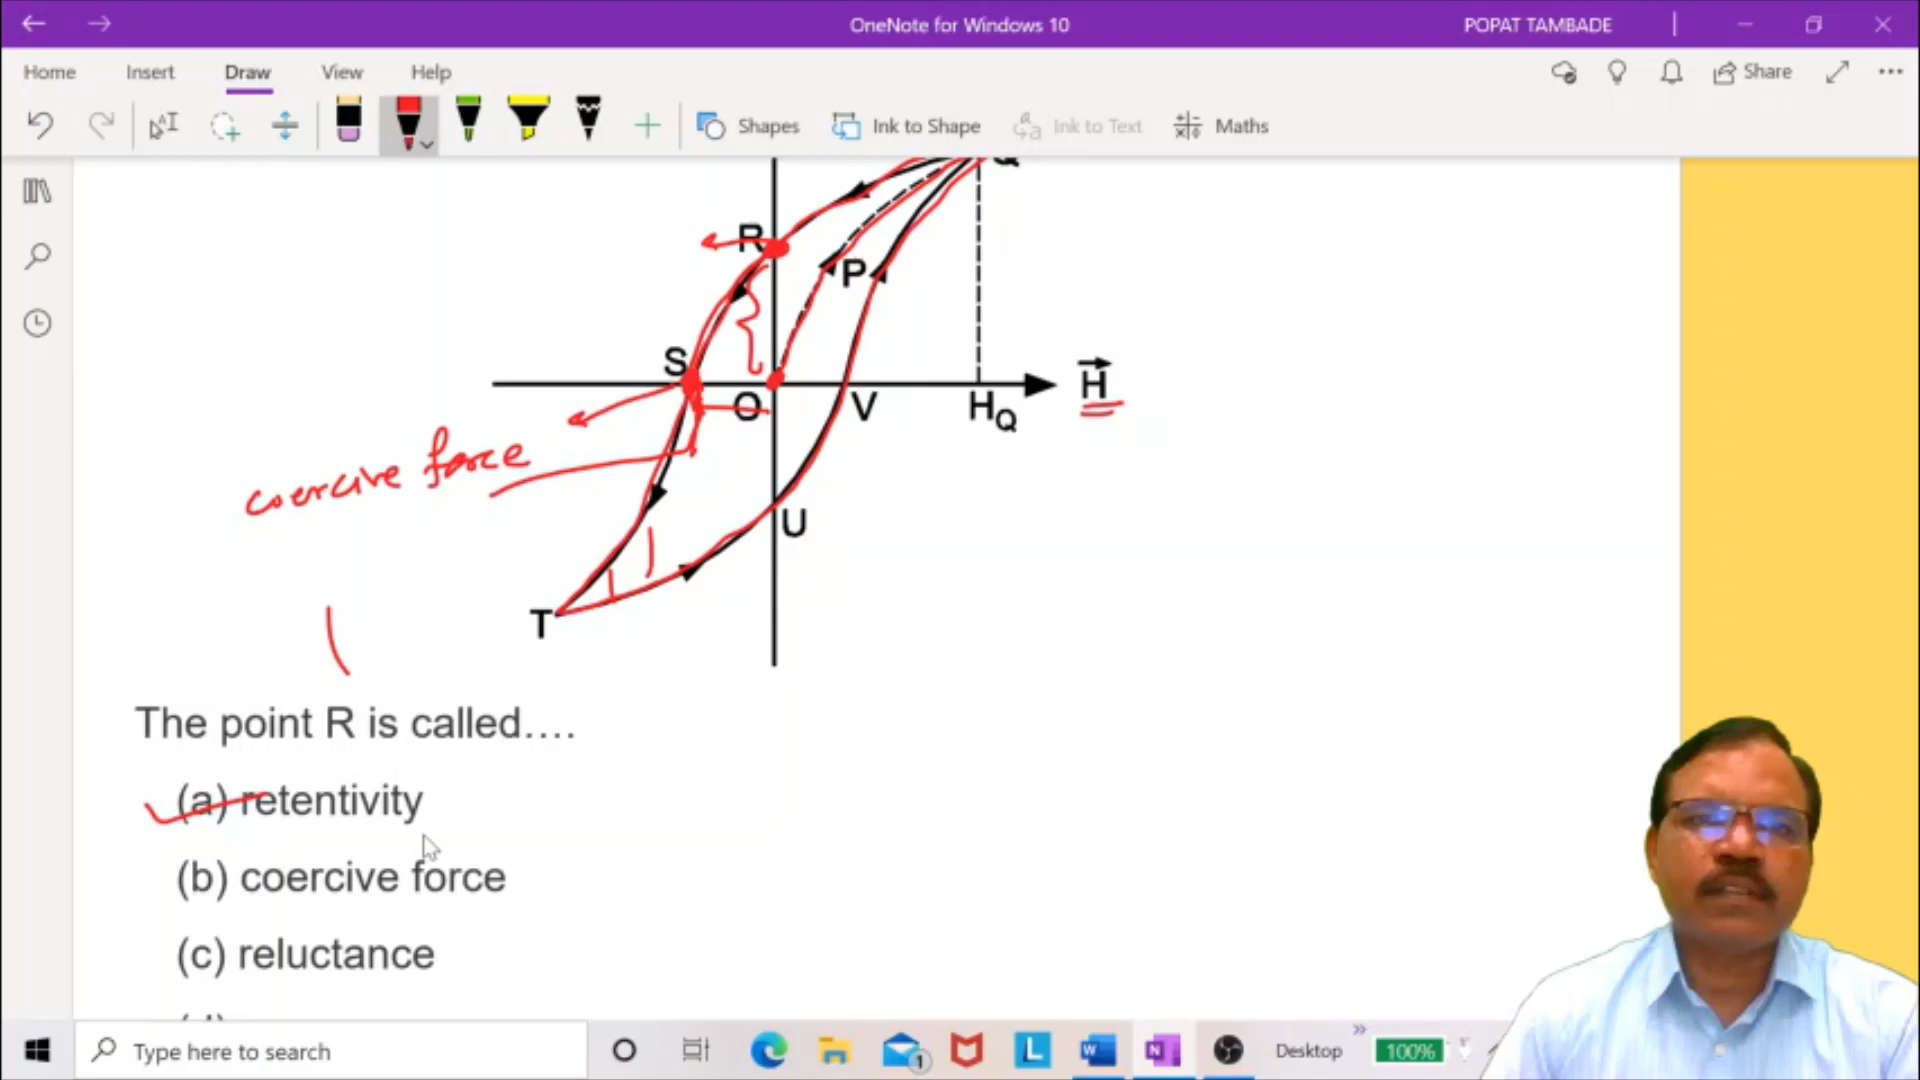 OneNote for Windows 10
POPAT TAMBADE
Home Insert Draw View Help
Share
Shapes Ink to Shape Ink to Text Maths
R
P
S
O V HQ H
coercive force
U
T
The point R is called....
(a) retentivity
(b) coercive force
(c) reluctance
Type here to search
1
L
W
N
Desktop
100%